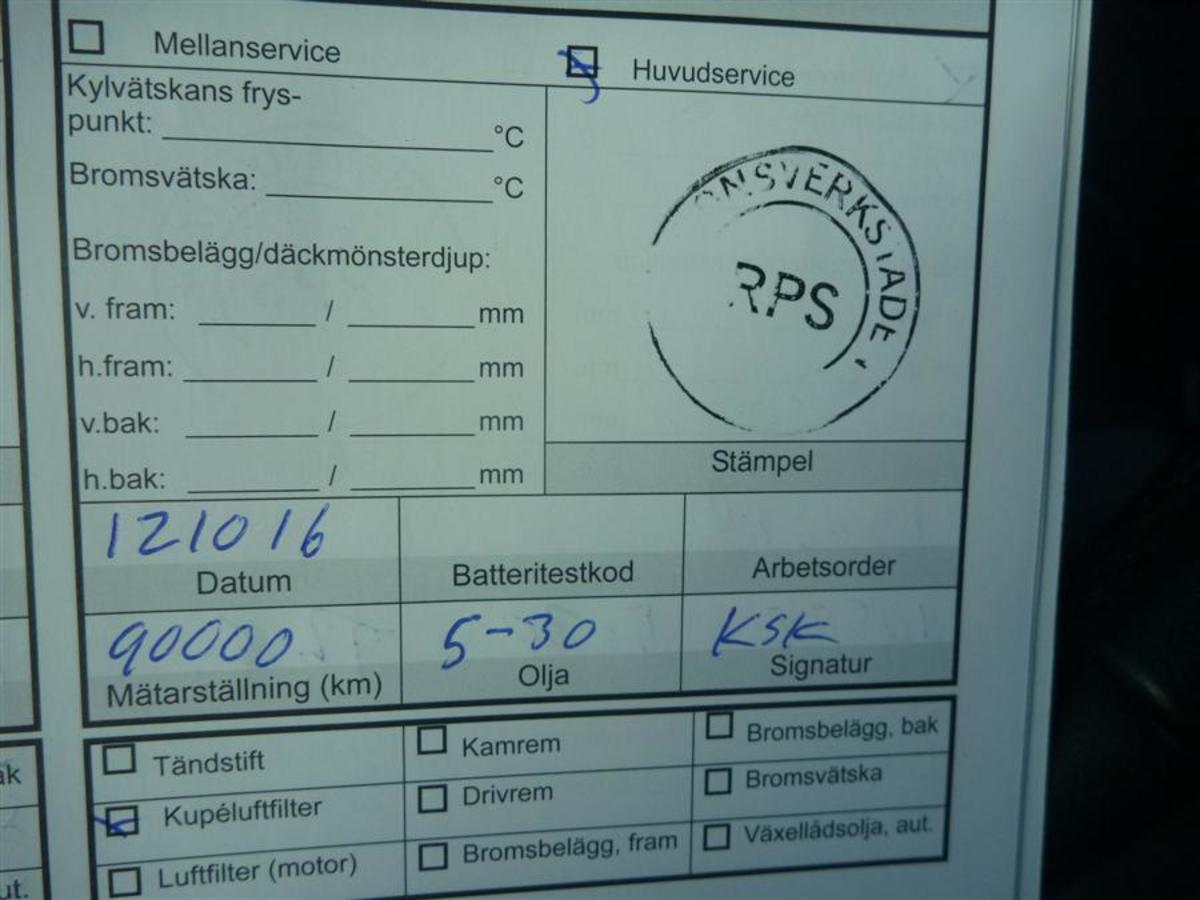 Mellanservice
Huvudservice
Kylvätskans frys-
punkt: °C
Bromsvätska: °C
Bromsbelägg/däckmönsterdjup:
v. fram: / mm
h.fram: / mm
v.bak: / mm
h.bak: / mm
RPS
Stämpel
121016
Datum
Batteritestkod
Arbetsorder
90000
Mätarställning (km)
5-30
Olja
KSK
Signatur
Tändstift
Kamrem
Bromsbelägg, bak
Kupéluftfilter
Drivrem
Bromsvätska
Luftfilter (motor)
Bromsbelägg, fram
Växellådsolja, aut.
ut.